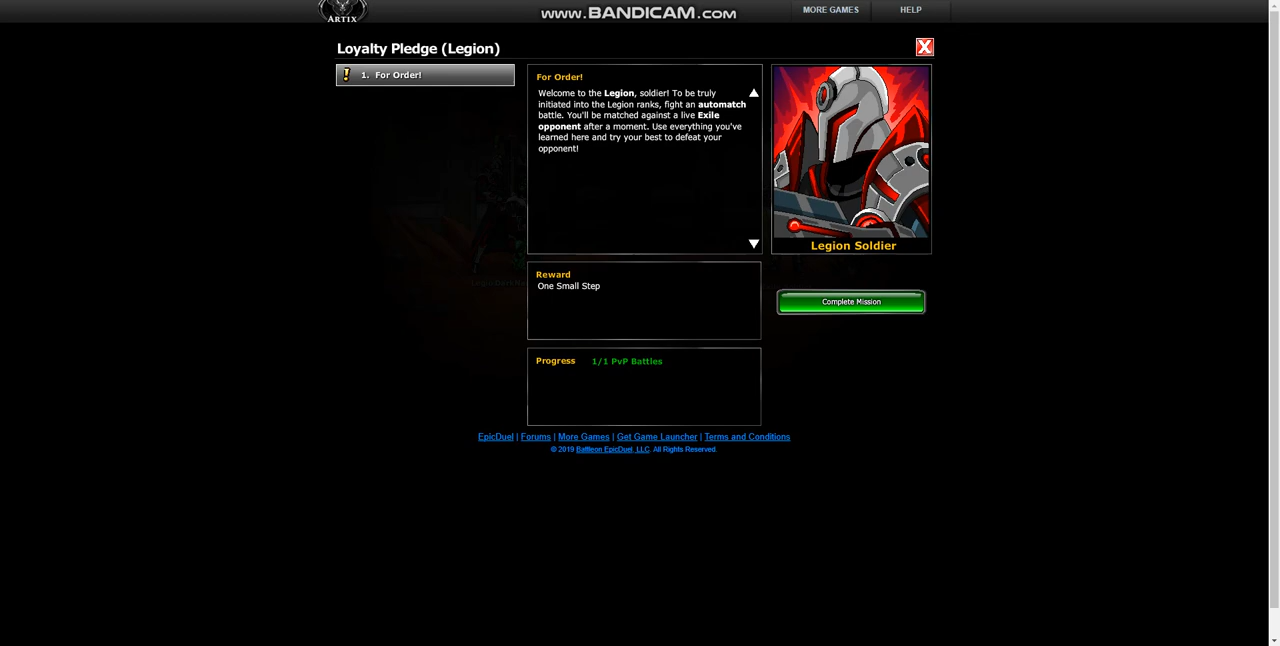 ARTIX
www.BANDICAM.com
MORE GAMES
HELP
Loyalty Pledge (Legion)
X
! 1. For Order!
For Order!
Welcome to the Legion, soldier! To be truly
initiated into the Legion ranks, fight an automatch
battle. You'll be matched against a live Exile
opponent after a moment. Use everything you've
learned here and try your best to defeat your
opponent!
Legion Soldier
Reward
One Small Step
Complete Mission
Progress 1/1 PvP Battles
EpicDuel | Forums | More Games | Get Game Launcher | Terms and Conditions
© 2019 Battleon EpicDuel, LLC. All Rights Reserved.